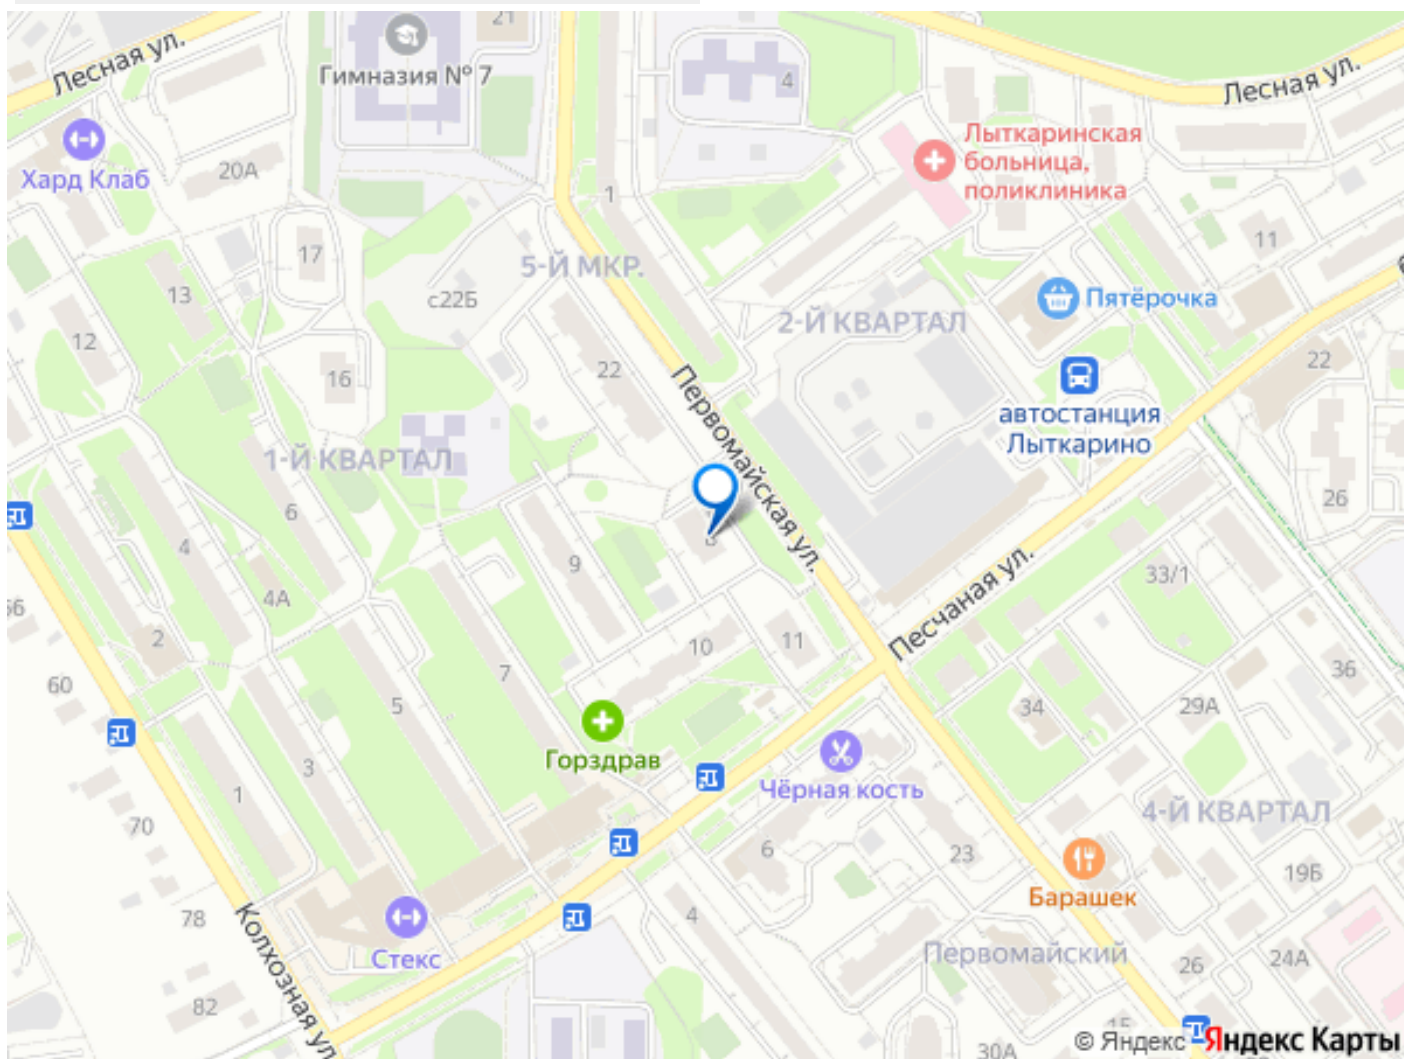 21
Гимназия № 7
Лесная ул.
4
Лесная ул.
Лыткаринская
больница,
поликлиника
Хард Клаб
20А
1
17
11
5-Й МКР.
13
с22Б
Пятёрочка
2-Й КВАРТАЛ
12
16
22
22
Первомайская ул.
автостанция
Лыткарино
1-Й КВАРТАЛ
6
26
4
9
4А
33/1
Песчаная ул.
2
10
11
7
60
5
36
34
29А
Горздрав
3
Чёрная кость
1
4-Й КВАРТАЛ
70
6
23
19Б
Барашек
78
4
Колхозная ул.
Стекс
Первомайский
26
24А
82
30А
© Яндекс
Яндекс Карты